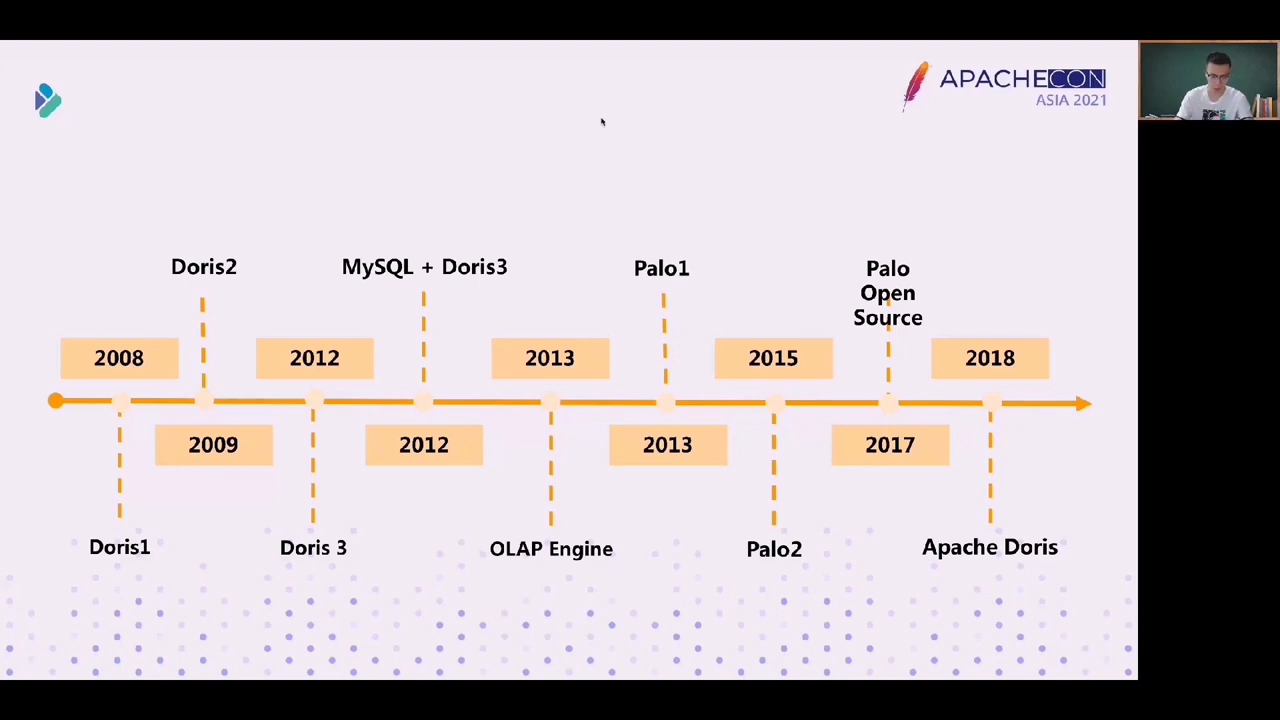 APACHECON
ASIA 2021
Doris2
MySQL + Doris3
Palo1
Palo
Open
Source
2008
2012
2013
2015
2018
2009
2012
2013
2017
Doris1
Doris 3
OLAP Engine
Palo2
Apache Doris